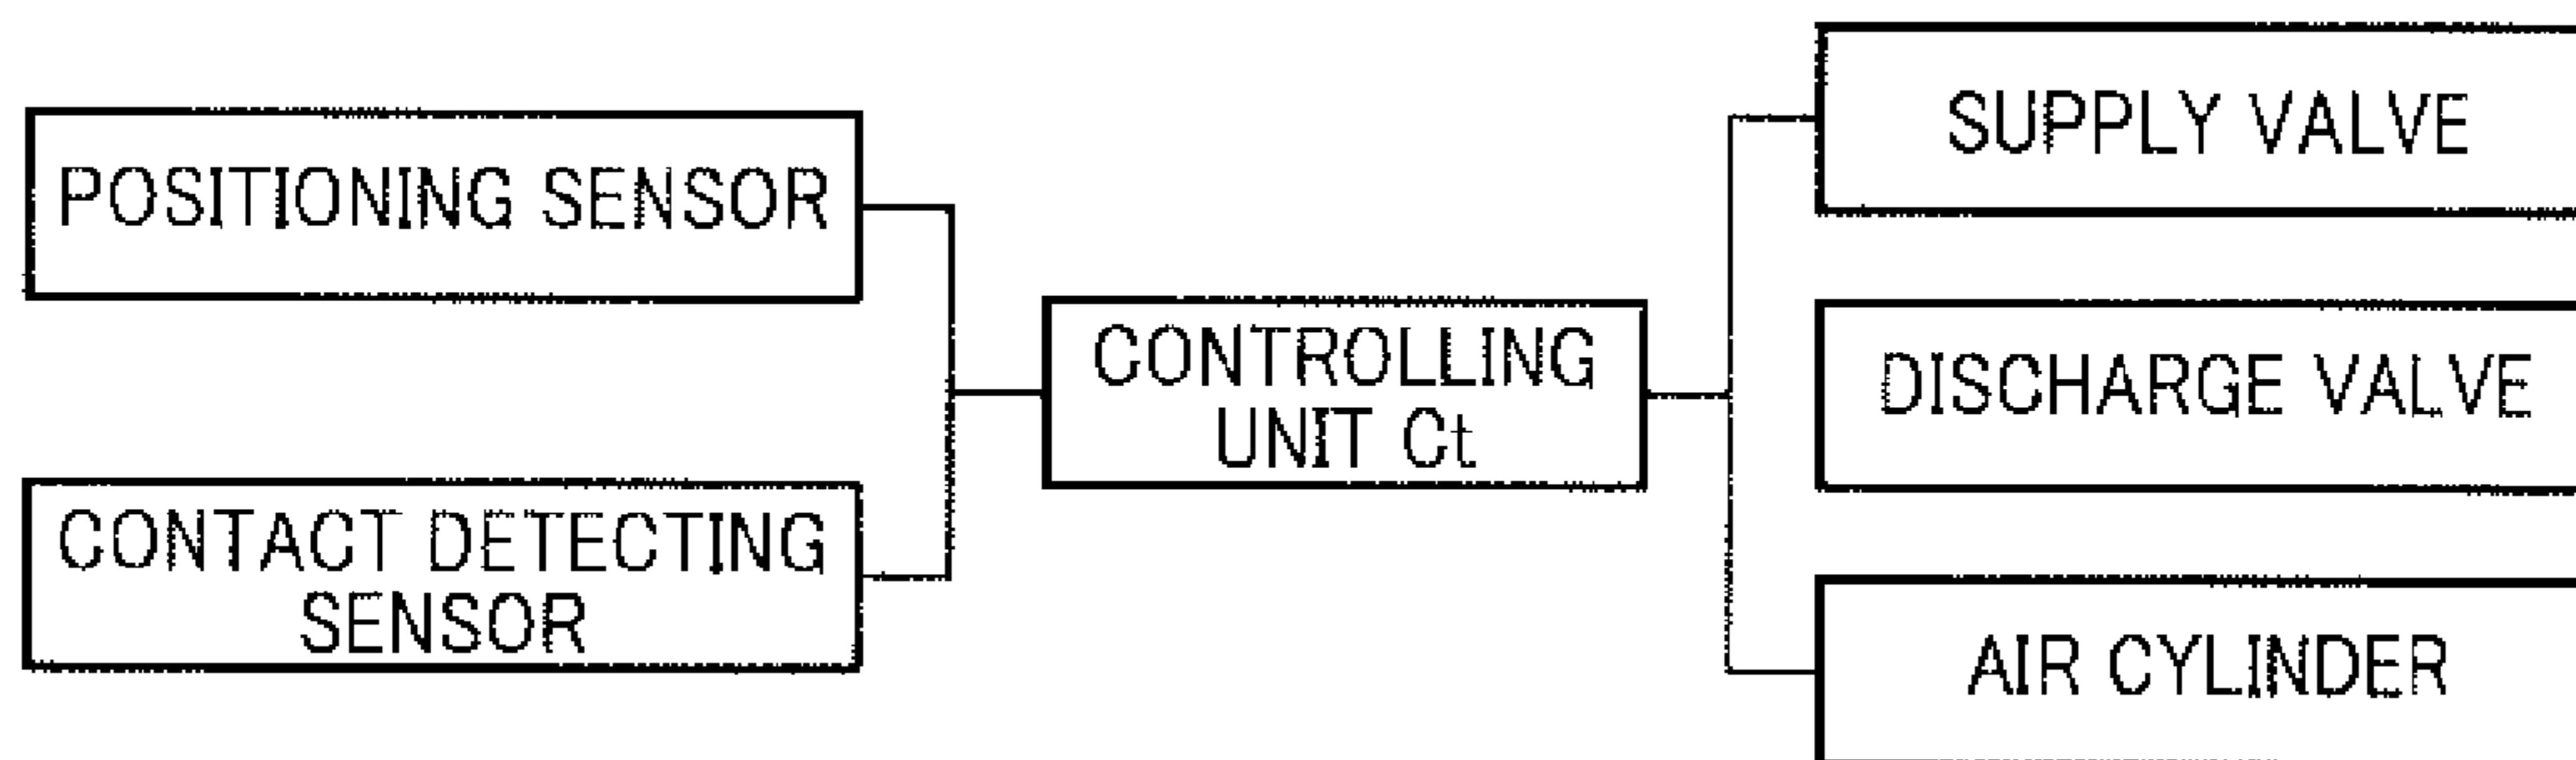 POSITIONING SENSOR
CONTACT DETECTING
SENSOR
CONTROLLING
UNIT Ct
SUPPLY VALVE
DISCHARGE VALVE
AIR CYLINDER